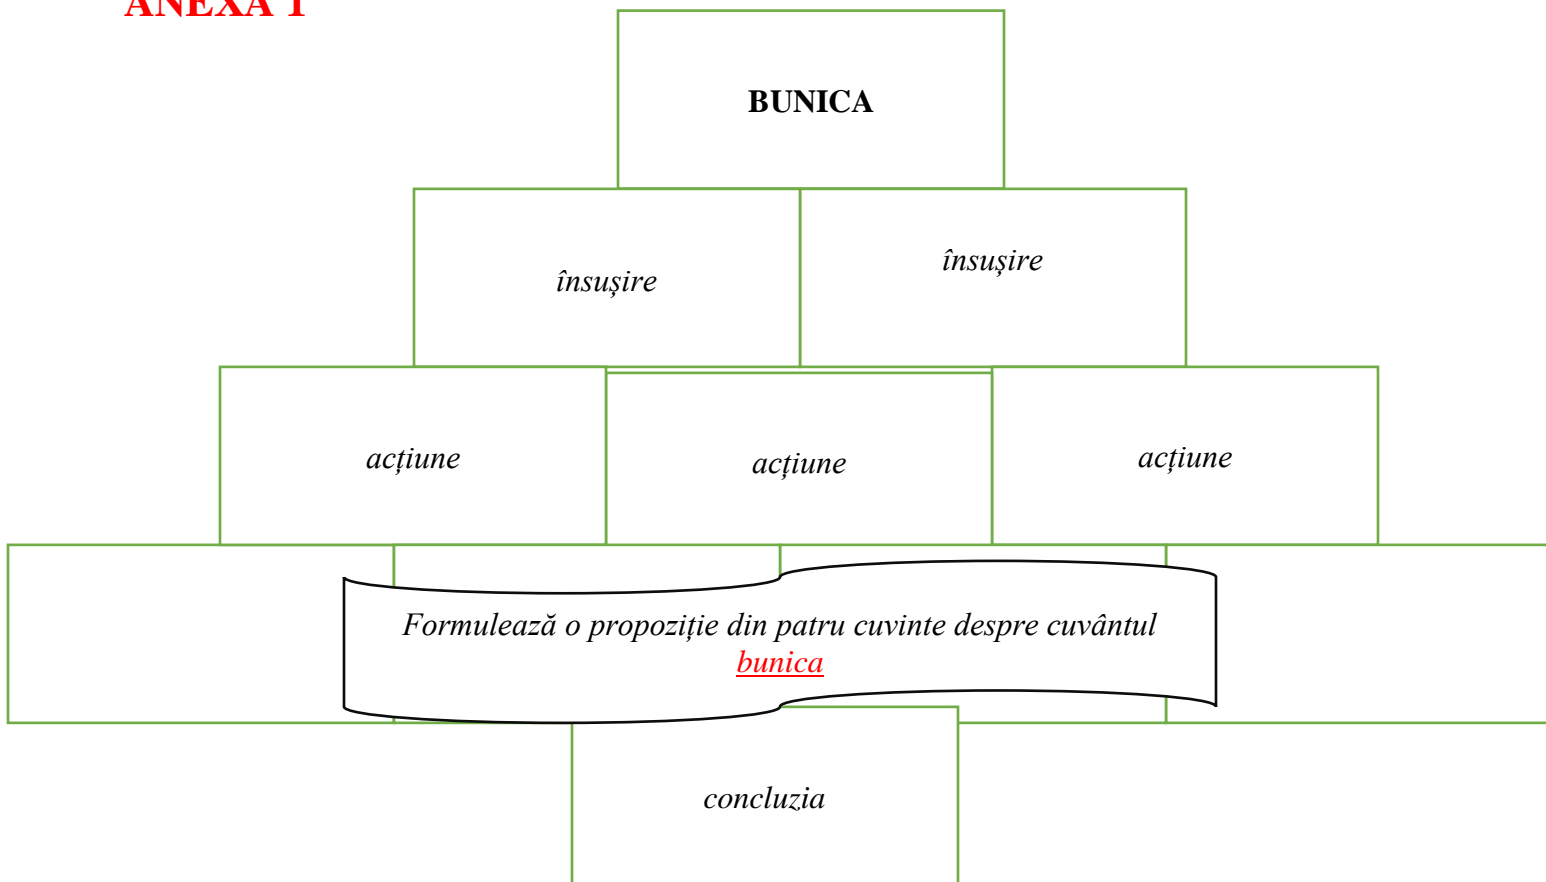 ANEXA 1
BUNICA
însușire
însușire
acțiune
acțiune
acțiune
Formulează o propoziție din patru cuvinte despre cuvântul
bunica
concluzia